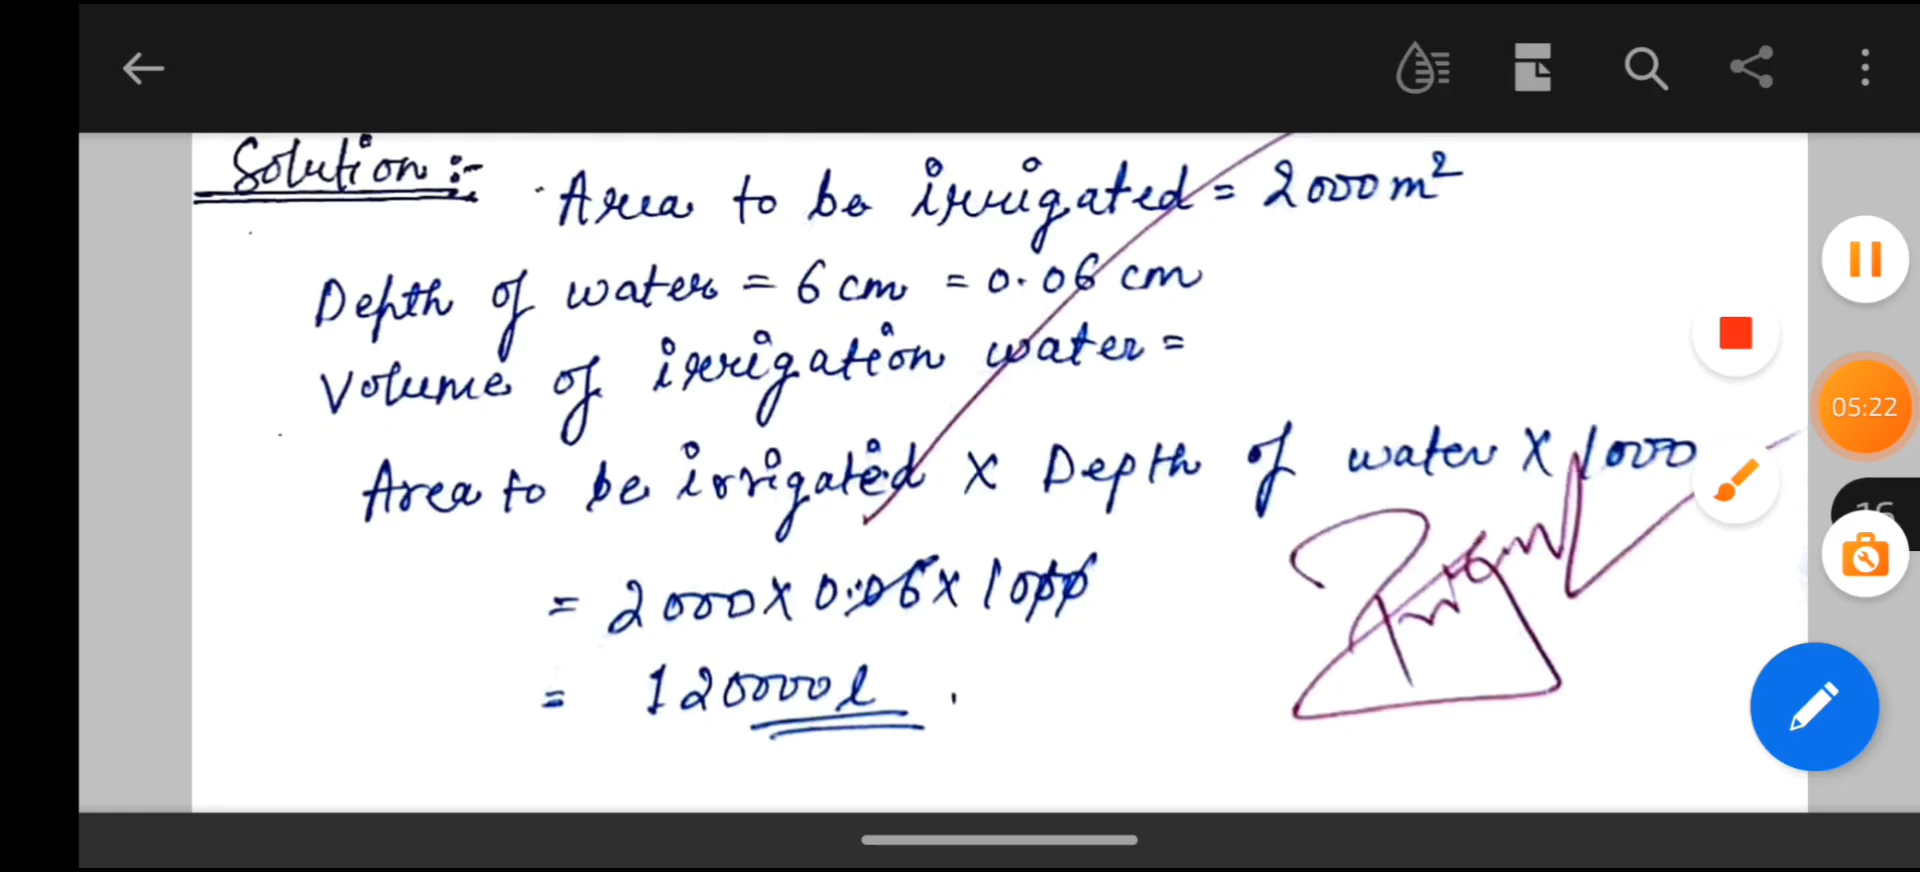 Solution :- Area to be irrigated = 2000 m²
Depth of water = 6 cm = 0.06 cm
Volume of irrigation water =
Area to be irrigated X Depth of water X 1000
= 2000 X 0.06 X 1000
= 120000 l
05:22
16